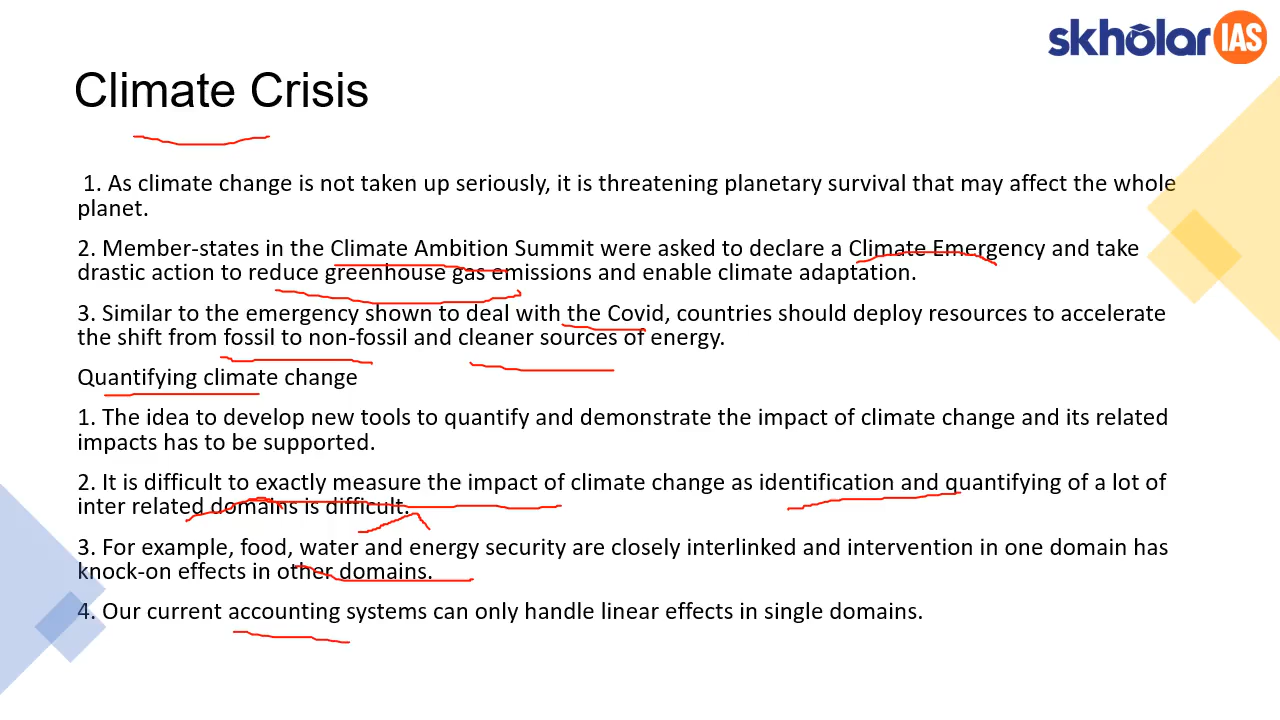 skholar IAS
Climate Crisis
1. As climate change is not taken up seriously, it is threatening planetary survival that may affect the whole
planet.
2. Member-states in the Climate Ambition Summit were asked to declare a Climate Emergency and take
drastic action to reduce greenhouse gas emissions and enable climate adaptation.
3. Similar to the emergency shown to deal with the Covid, countries should deploy resources to accelerate
the shift from fossil to non-fossil and cleaner sources of energy.
Quantifying climate change
1. The idea to develop new tools to quantify and demonstrate the impact of climate change and its related
impacts has to be supported.
2. It is difficult to exactly measure the impact of climate change as identification and quantifying of a lot of
inter related domains is difficult.
3. For example, food, water and energy security are closely interlinked and intervention in one domain has
knock-on effects in other domains.
4. Our current accounting systems can only handle linear effects in single domains.